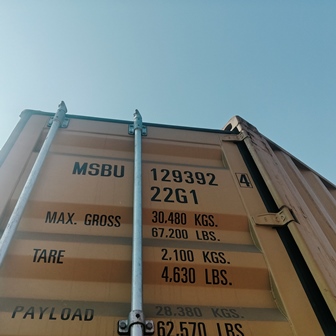 MSBU 129392 4
22G1
MAX. GROSS 30.480 KGS.
67.200 LBS.
TARE 2.100 KGS.
4,630 LBS.
PAYLOAD 28.380 KGS.
62.570 LBS